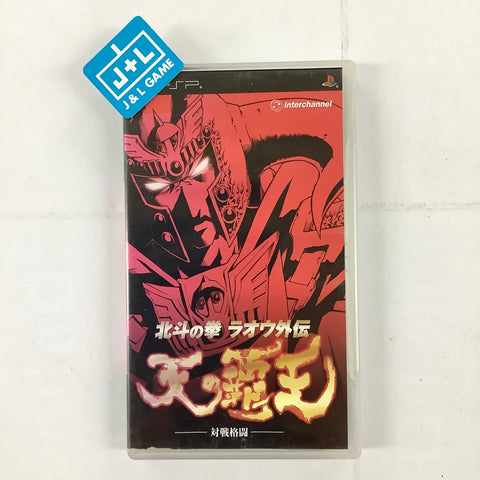 J+L
J & L GAME
PSP
interchannel
北斗の拳 ラオウ外伝
天の覇王
対戦格闘